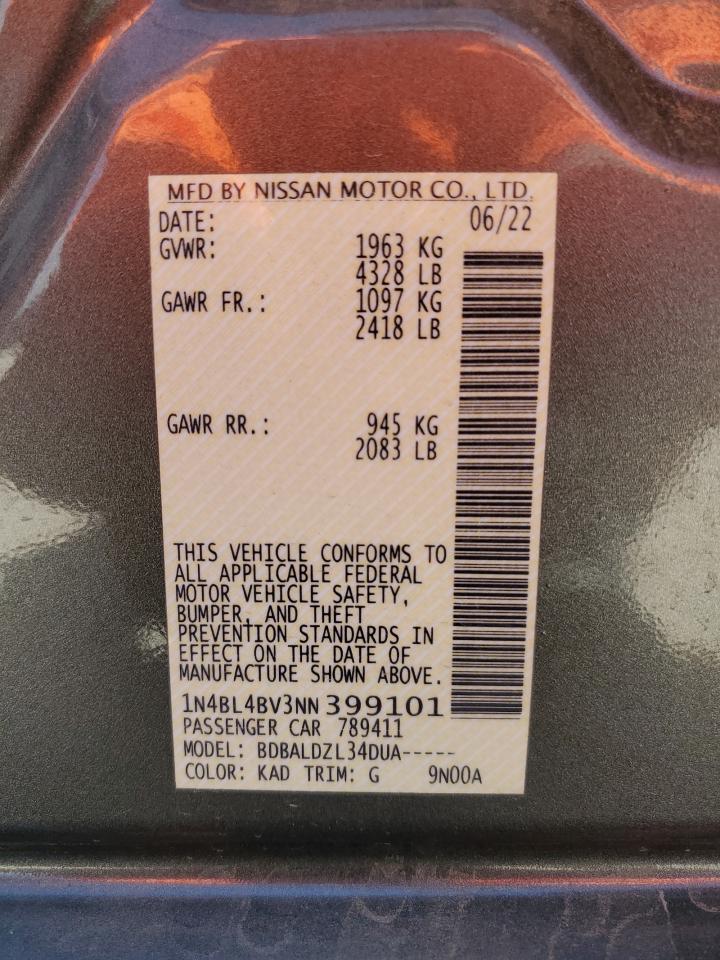 MFD BY NISSAN MOTOR CO., LTD.
DATE: 06/22
GVWR: 1963 KG
4328 LB
GAWR FR.: 1097 KG
2418 LB
GAWR RR.: 945 KG
2083 LB
THIS VEHICLE CONFORMS TO
ALL APPLICABLE FEDERAL
MOTOR VEHICLE SAFETY,
BUMPER, AND THEFT
PREVENTION STANDARDS IN
EFFECT ON THE DATE OF
MANUFACTURE SHOWN ABOVE.
1N4BL4BV3NN399101
PASSENGER CAR 789411
MODEL: BDBALDZL34DUA-----
COLOR: KAD TRIM: G 9N00A